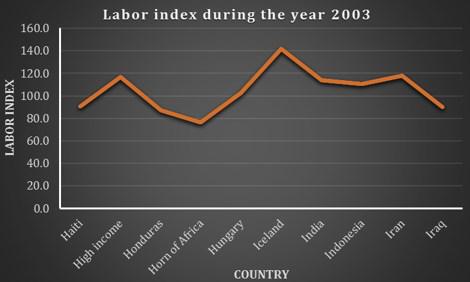 Labor index during the year 2003
LABOR INDEX
160.0
140.0
120.0
100.0
80.0
60.0
40.0
20.0
0.0
Haiti
High income
Honduras
Horn of Africa
Hungary
Iceland
India
Indonesia
Iran
Iraq
COUNTRY